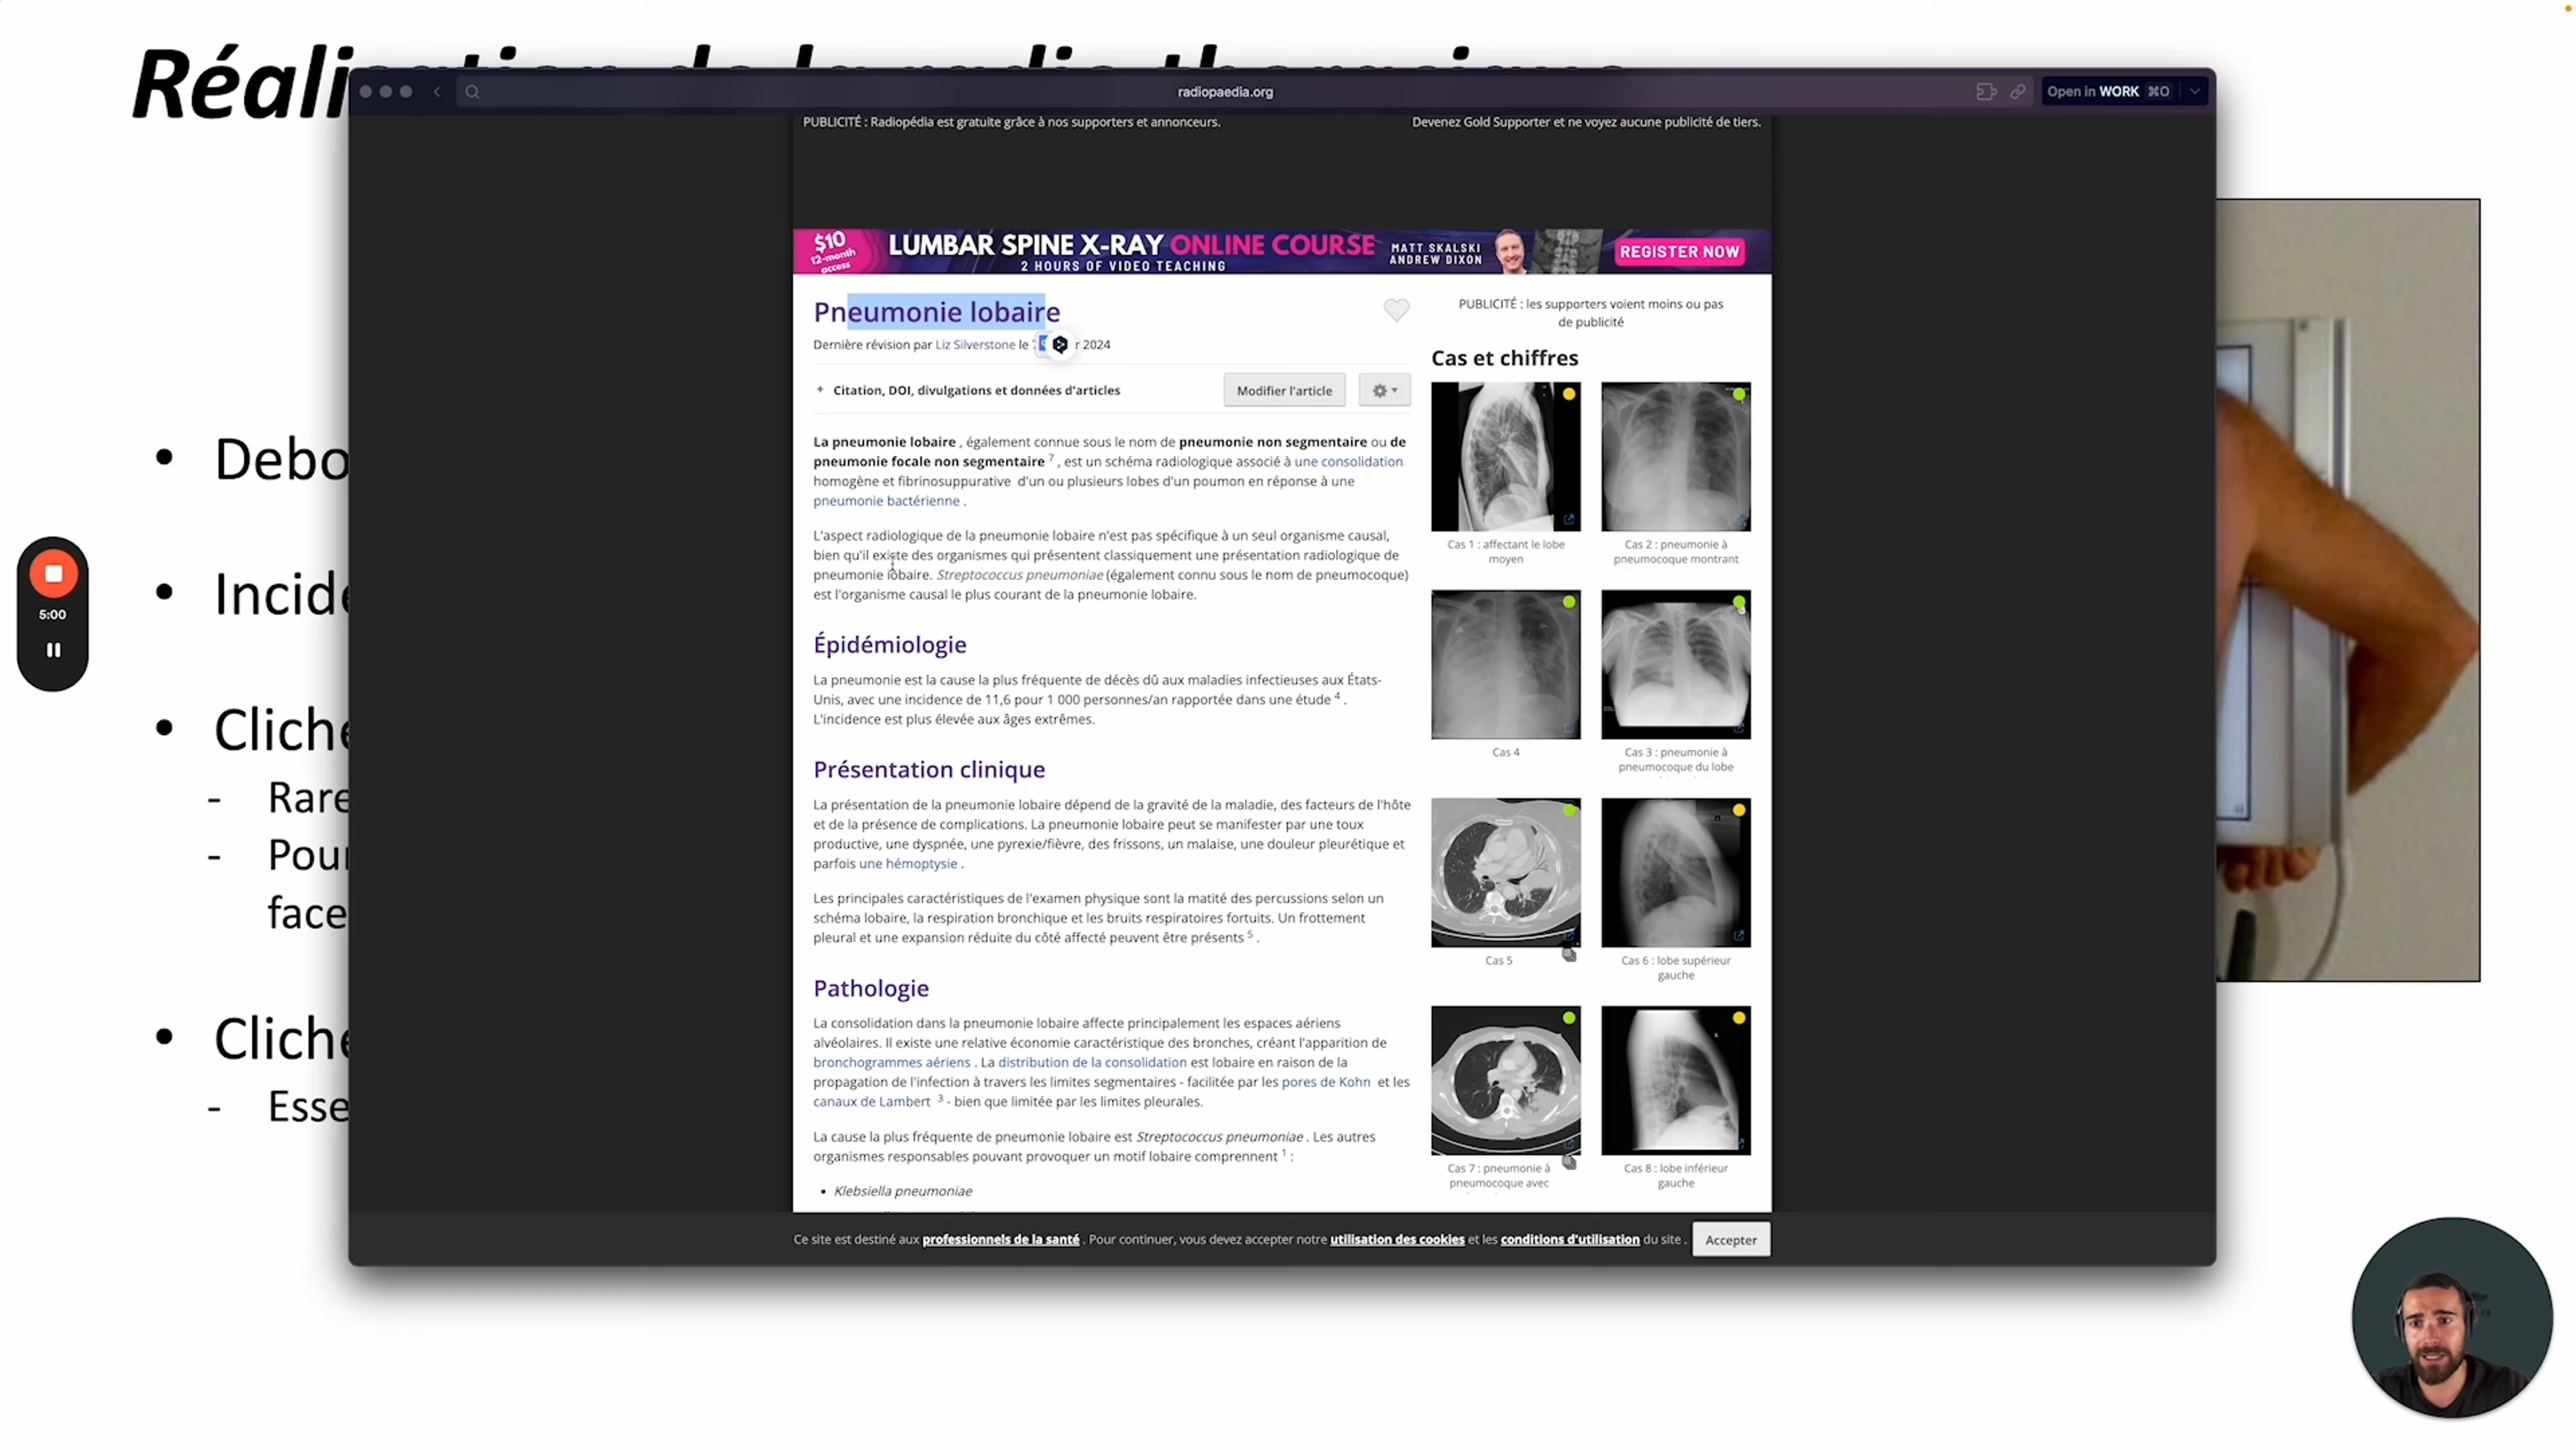 Réali
radiopaedia.org
Open in WORK ⌘O
PUBLICITÉ : Radiopédia est gratuite grâce à nos supporters et annonceurs.
Devenez Gold Supporter et ne voyez aucune publicité de tiers.
$10
12-month
access
LUMBAR SPINE X-RAY ONLINE COURSE
2 HOURS OF VIDEO TEACHING
MATT SKALSKI
ANDREW DIXON
REGISTER NOW
Pneumonie lobaire
Dernière révision par Liz Silverstone le 2024
+ Citation, DOI, divulgations et données d'articles
Modifier l'article
La pneumonie lobaire , également connue sous le nom de pneumonie non segmentaire ou de
pneumonie focale non segmentaire 7 , est un schéma radiologique associé à une consolidation
homogène et fibrinosuppurative d'un ou plusieurs lobes d'un poumon en réponse à une
pneumonie bactérienne .
L'aspect radiologique de la pneumonie lobaire n'est pas spécifique à un seul organisme causal,
bien qu'il existe des organismes qui présentent classiquement une présentation radiologique de
pneumonie lobaire. Streptococcus pneumoniae (également connu sous le nom de pneumocoque)
est l'organisme causal le plus courant de la pneumonie lobaire.
Épidémiologie
La pneumonie est la cause la plus fréquente de décès dû aux maladies infectieuses aux États-
Unis, avec une incidence de 11,6 pour 1 000 personnes/an rapportée dans une étude 4 .
L'incidence est plus élevée aux âges extrêmes.
Présentation clinique
La présentation de la pneumonie lobaire dépend de la gravité de la maladie, des facteurs de l'hôte
et de la présence de complications. La pneumonie lobaire peut se manifester par une toux
productive, une dyspnée, une pyrexie/fièvre, des frissons, un malaise, une douleur pleurétique et
parfois une hémoptysie .
Les principales caractéristiques de l'examen physique sont la matité des percussions selon un
schéma lobaire, la respiration bronchique et les bruits respiratoires fortuits. Un frottement
pleural et une expansion réduite du côté affecté peuvent être présents 5 .
Pathologie
La consolidation dans la pneumonie lobaire affecte principalement les espaces aériens
alvéolaires. Il existe une relative économie caractéristique des bronches, créant l'apparition de
bronchogrammes aériens . La distribution de la consolidation est lobaire en raison de la
propagation de l'infection à travers les limites segmentaires - facilitée par les pores de Kohn et les
canaux de Lambert 3 - bien que limitée par les limites pleurales.
La cause la plus fréquente de pneumonie lobaire est Streptococcus pneumoniae . Les autres
organismes responsables pouvant provoquer un motif lobaire comprennent 1 :
• Klebsiella pneumoniae
PUBLICITÉ : les supporters voient moins ou pas
de publicité
Cas et chiffres
Cas 1 : affectant le lobe
moyen
Cas 2 : pneumonie à
pneumocoque montrant
Cas 4
Cas 3 : pneumonie à
pneumocoque du lobe
Cas 5
Cas 6 : lobe supérieur
gauche
Cas 7 : pneumonie à
pneumocoque avec
Cas 8 : lobe inférieur
gauche
Ce site est destiné aux professionnels de la santé . Pour continuer, vous devez accepter notre utilisation des cookies et les conditions d'utilisation du site .
Accepter
• Debo
• Incide
• Cliché
- Rare
- Pour
face
• Cliché
- Esse
5:00